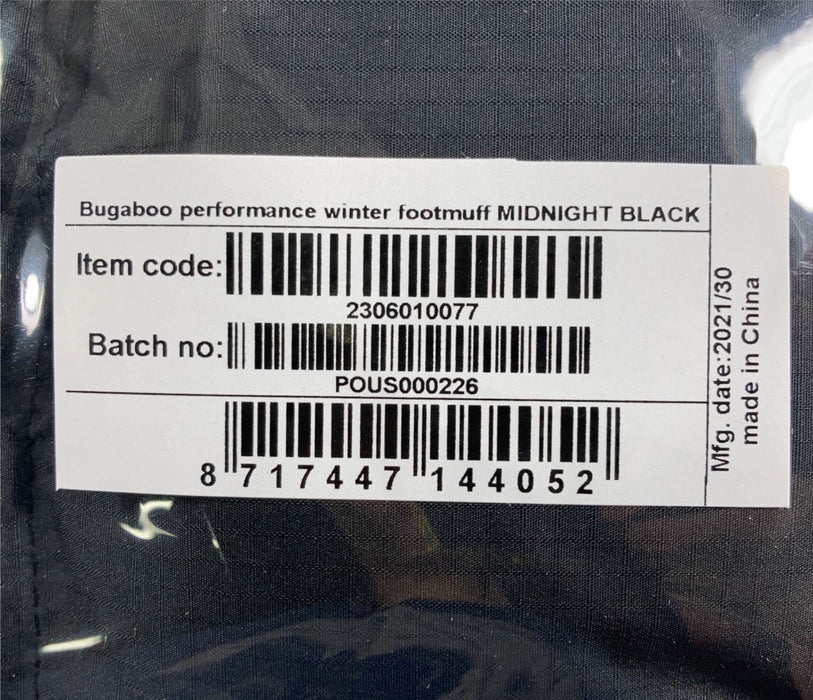 Bugaboo performance winter footmuff MIDNIGHT BLACK
Item code:
2306010077
Batch no:
POUS000226
8 717447 144052
Mfg. date:2021/30
made in China